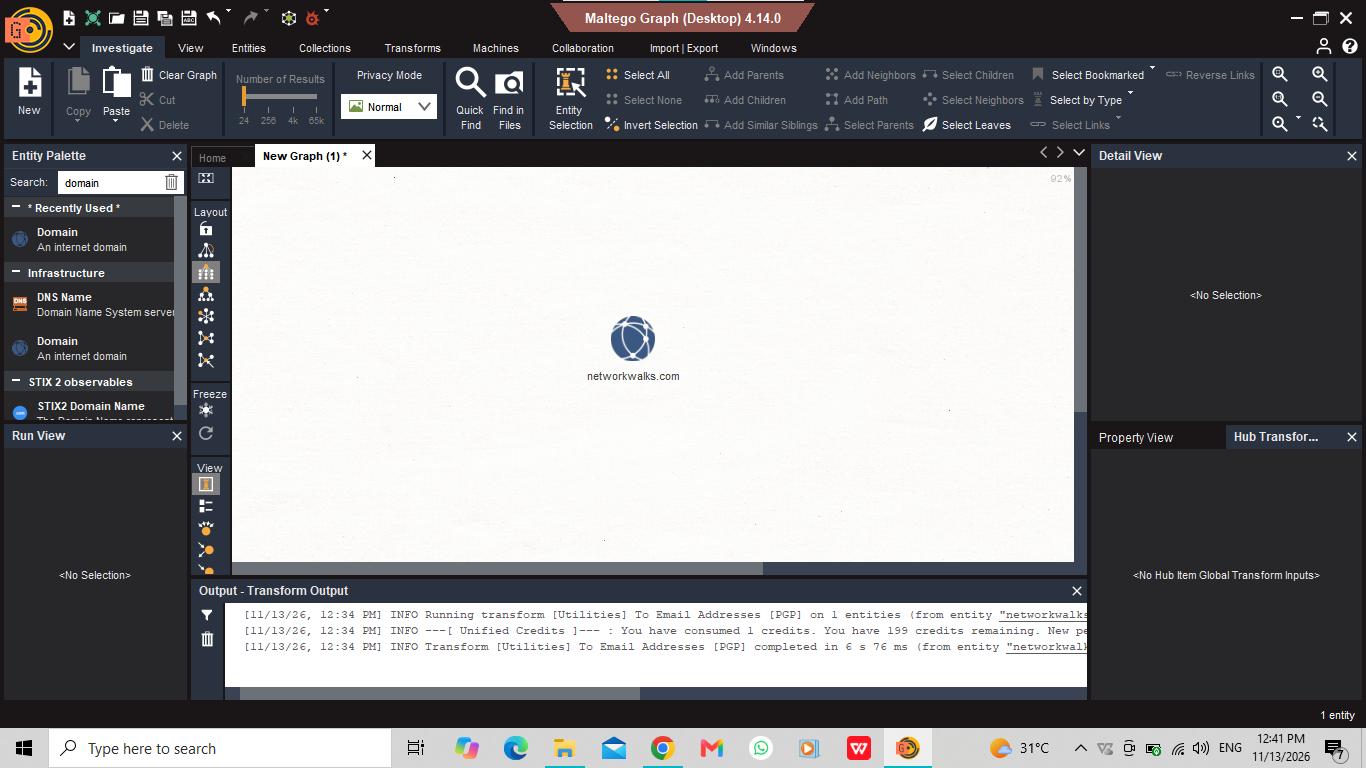 Maltego Graph (Desktop) 4.14.0
Investigate View Entities Collections Transforms Machines Collaboration Import | Export Windows
New
Copy
Paste
Clear Graph
Cut
Delete
Number of Results
24 256 4k 65k
Privacy Mode
Normal
Quick Find
Find in Files
Entity Selection
Select All
Select None
Invert Selection
Add Parents
Add Children
Add Similar Siblings
Add Neighbors
Add Path
Select Parents
Select Children
Select Neighbors
Select Leaves
Select Bookmarked
Select by Type
Select Links
Reverse Links
Entity Palette
Search: domain
* Recently Used *
Domain
An internet domain
Infrastructure
DNS Name
Domain Name System server
Domain
An internet domain
STIX 2 observables
STIX2 Domain Name
Run View
<No Selection>
Home
New Graph (1) *
Layout
Freeze
View
92%
networkwalks.com
Output - Transform Output
[11/13/26, 12:34 PM] INFO Running transform [Utilities] To Email Addresses [PGP] on 1 entities (from entity "networkwalks
[11/13/26, 12:34 PM] INFO ---[ Unified Credits ]--- : You have consumed 1 credits. You have 199 credits remaining. New pe
[11/13/26, 12:34 PM] INFO Transform [Utilities] To Email Addresses [PGP] completed in 6 s 76 ms (from entity "networkwalk
Detail View
<No Selection>
Property View
Hub Transfor...
<No Hub Item Global Transform Inputs>
1 entity
Type here to search
31°C
ENG
12:41 PM
11/13/2026
7